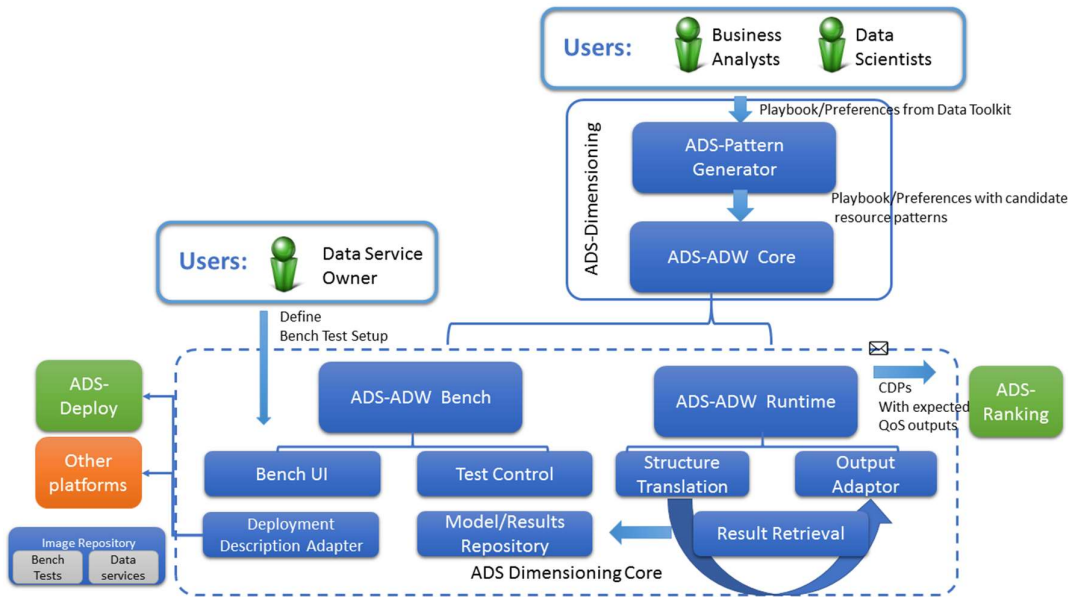 Users:
Business
Analysts
Data
Scientists
Playbook/Preferences from Data Toolkit
ADS-Dimensioning
ADS-Pattern
Generator
Playbook/Preferences with candidate
resource patterns
ADS-ADW Core
Users:
Data Service
Owner
Define
Bench Test Setup
ADS-
Deploy
Other
platforms
Image Repository
Bench
Tests
Data
services
ADS-ADW Bench
Bench UI
Test Control
Deployment
Description Adapter
Model/Results
Repository
ADS-ADW Runtime
Structure
Translation
Output
Adaptor
Result Retrieval
ADS Dimensioning Core
CDPs
With expected
QoS outputs
ADS-
Ranking